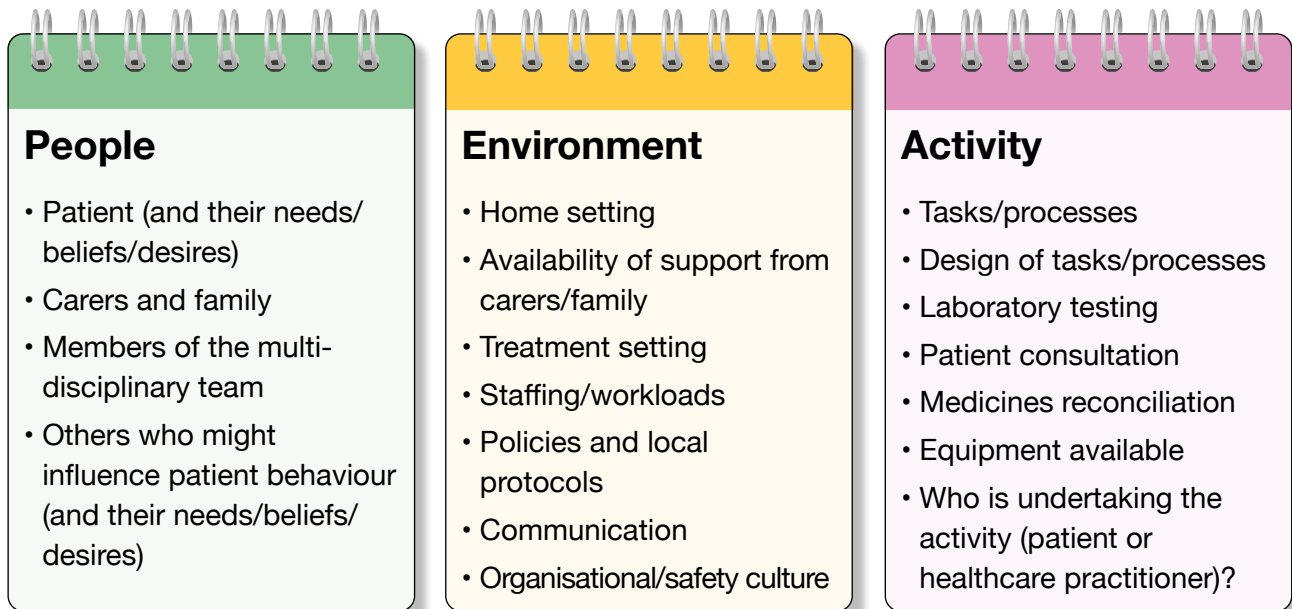 People
• Patient (and their needs/
beliefs/desires)
• Carers and family
• Members of the multi-
disciplinary team
• Others who might
influence patient behaviour
(and their needs/beliefs/
desires)
Environment
• Home setting
• Availability of support from
carers/family
• Treatment setting
• Staffing/workloads
• Policies and local
protocols
• Communication
• Organisational/safety culture
Activity
• Tasks/processes
• Design of tasks/processes
• Laboratory testing
• Patient consultation
• Medicines reconciliation
• Equipment available
• Who is undertaking the
activity (patient or
healthcare practitioner)?